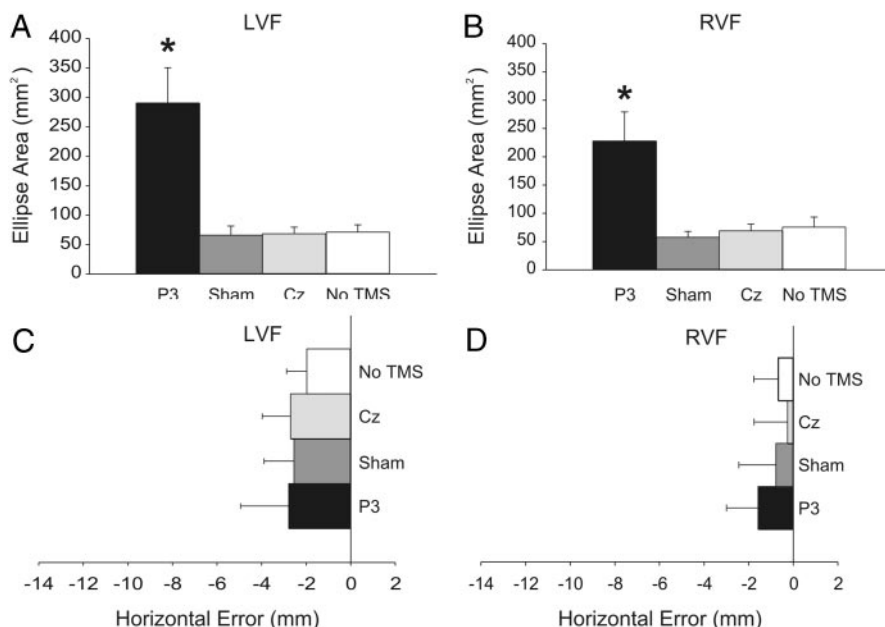 A
LVF
Ellipse Area (mm²)
400
350
300
250
200
150
100
50
0
*
P3 Sham Cz No TMS
B
RVF
Ellipse Area (mm²)
400
350
300
250
200
150
100
50
0
*
P3 Sham Cz No TMS
C
LVF
No TMS
Cz
Sham
P3
-14 -12 -10 -8 -6 -4 -2 0 2
Horizontal Error (mm)
D
RVF
No TMS
Cz
Sham
P3
-14 -12 -10 -8 -6 -4 -2 0 2
Horizontal Error (mm)